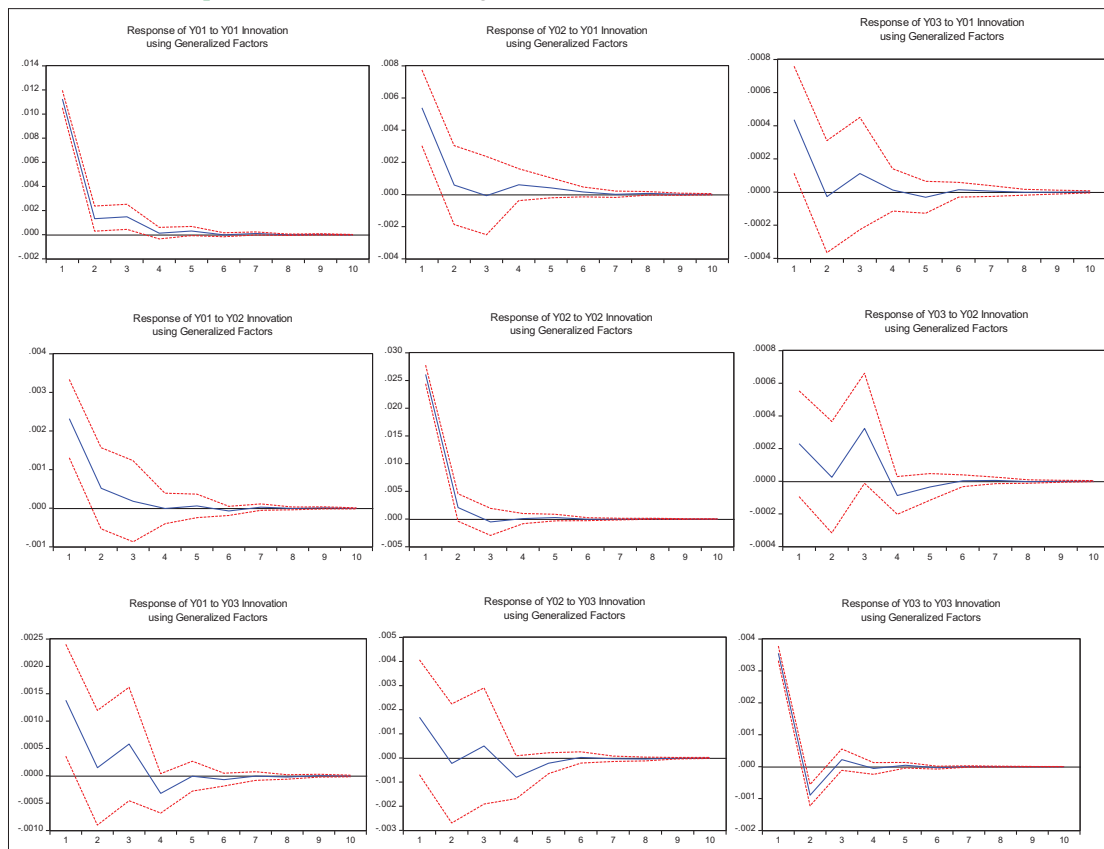 Response of Y01 to Y01 Innovation
using Generalized Factors
.014
.012
.010
.008
.006
.004
.002
.000
-.002
1 2 3 4 5 6 7 8 9 10
Response of Y02 to Y01 Innovation
using Generalized Factors
.008
.006
.004
.002
.000
-.002
-.004
1 2 3 4 5 6 7 8 9 10
Response of Y03 to Y01 Innovation
using Generalized Factors
.0008
.0006
.0004
.0002
.0000
-.0002
-.0004
1 2 3 4 5 6 7 8 9 10
Response of Y01 to Y02 Innovation
using Generalized Factors
.004
.003
.002
.001
.000
-.001
1 2 3 4 5 6 7 8 9 10
Response of Y02 to Y02 Innovation
using Generalized Factors
.030
.025
.020
.015
.010
.005
.000
-.005
1 2 3 4 5 6 7 8 9 10
Response of Y03 to Y02 Innovation
using Generalized Factors
.0008
.0006
.0004
.0002
.0000
-.0002
-.0004
1 2 3 4 5 6 7 8 9 10
Response of Y01 to Y03 Innovation
using Generalized Factors
.0025
.0020
.0015
.0010
.0005
.0000
-.0005
-.0010
1 2 3 4 5 6 7 8 9 10
Response of Y02 to Y03 Innovation
using Generalized Factors
.005
.004
.003
.002
.001
.000
-.001
-.002
-.003
1 2 3 4 5 6 7 8 9 10
Response of Y03 to Y03 Innovation
using Generalized Factors
.004
.003
.002
.001
.000
-.001
-.002
1 2 3 4 5 6 7 8 9 10